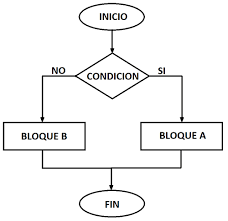 INICIO
NO
CONDICION
SI
BLOQUE B
BLOQUE A
FIN